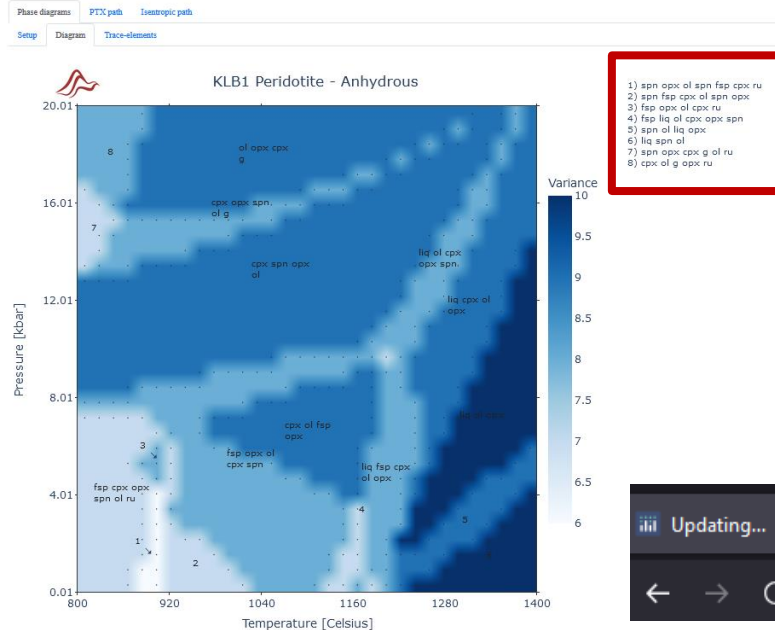 Phase diagrams PTX path Isentropic path
Setup Diagram Trace-elements
KLB1 Peridotite - Anhydrous
1) spn opx ol spn fsp cpx ru
2) spn fsp cpx ol spn opx
3) fsp opx ol cpx ru
4) fsp liq ol cpx opx spn
5) spn ol liq opx
6) liq spn ol
7) spn opx cpx g ol ru
8) cpx ol g opx ru
Pressure [kbar]
20.01
16.01
12.01
8.01
4.01
0.01
8
ol opx cpx
g
7
cpx opx spn
ol g
cpx spn opx
ol
liq ol cpx
opx spn
liq cpx ol
opx
cpx ol fsp
opx
3
fsp opx ol
cpx spn
liq fsp cpx
ol opx
fsp cpx opx
spn ol ru
4
5
1
2
800 920 1040 1160 1280 1400
Temperature [Celsius]
Variance
10
9.5
9
8.5
8
7.5
7
6.5
6
Updating...